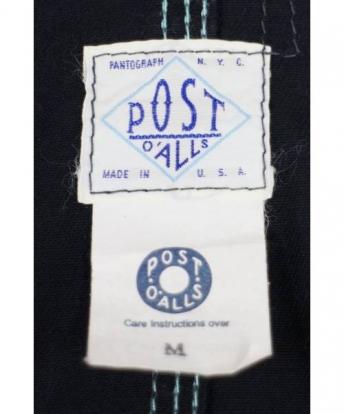 PANTOGRAPH N.Y.C.
POST
O'ALLS
MADE IN U.S.A.
POST
O'ALLS
Care instructions over
M